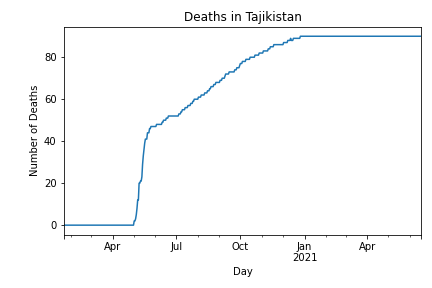 Deaths in Tajikistan
Number of Deaths
80
60
40
20
0
Apr
Jul
Oct
Jan
2021
Apr
Day